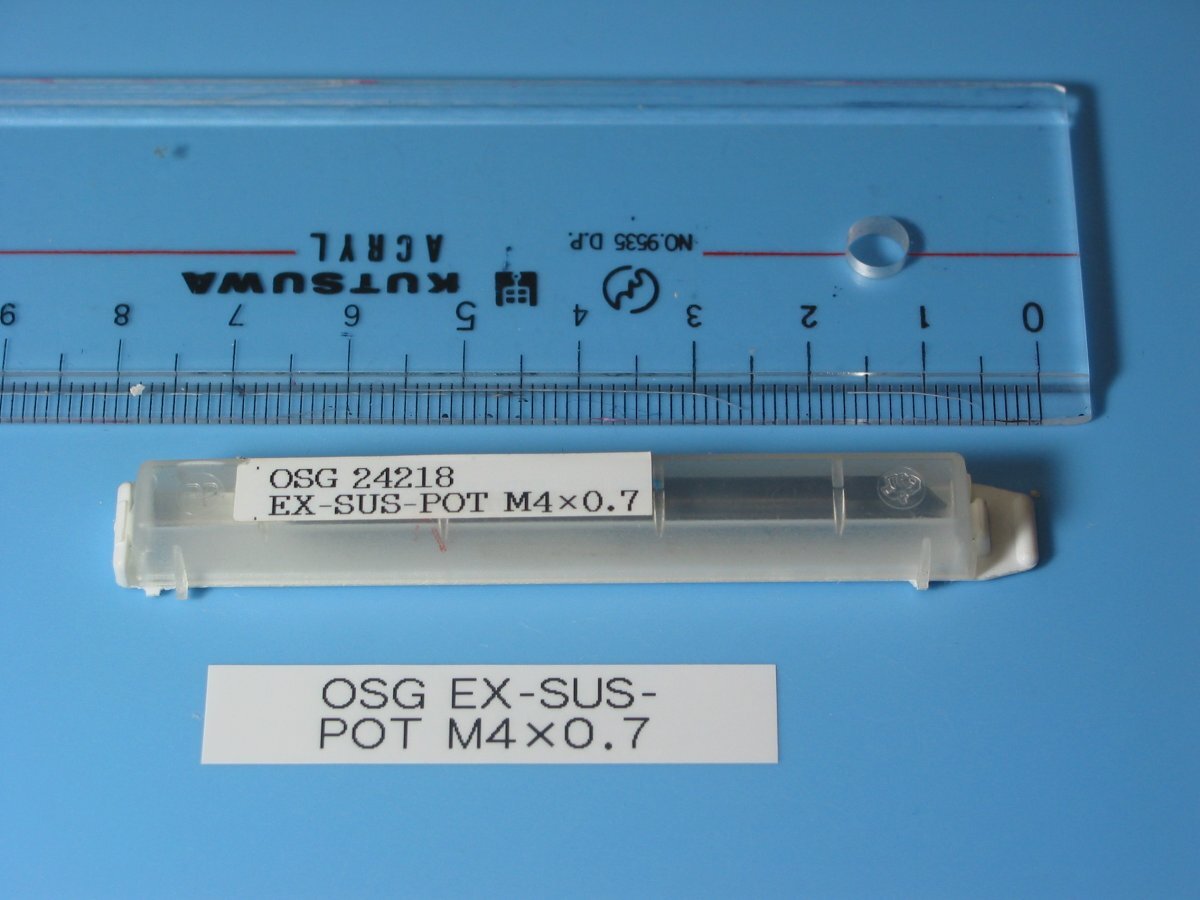 NO.9535 D.P.
ACRYL
KUTSUWA
9 8 7 6 5 4 3 2 1 0
OSG 24218
EX-SUS-POT M4×0.7
OSG EX-SUS-
POT M4×0.7